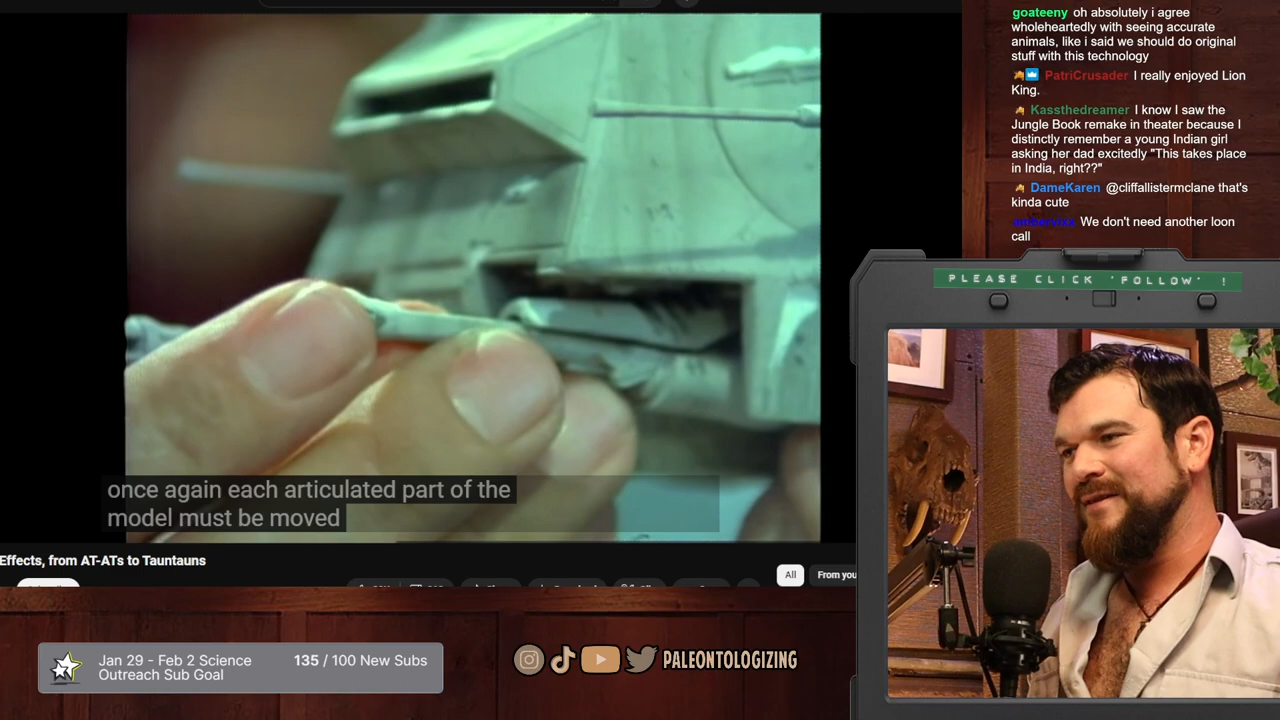 goateeny oh absolutely i agree
wholeheartedly with seeing accurate
animals, like i said we should do original
stuff with this technology
PatriCrusader I really enjoyed Lion
King.
Kassthedreamer I know I saw the
Jungle Book remake in theater because I
distinctly remember a young Indian girl
asking her dad excitedly "This takes place
in India, right??"
DameKaren @cliffallistermclane that's
kinda cute
We don't need another loon
call
PLEASE CLICK 'FOLLOW' !
once again each articulated part of the
model must be moved
Effects, from AT-ATs to Tauntauns
All
From you
Jan 29 - Feb 2 Science
Outreach Sub Goal
135 / 100 New Subs
PALEONTOLOGIZING